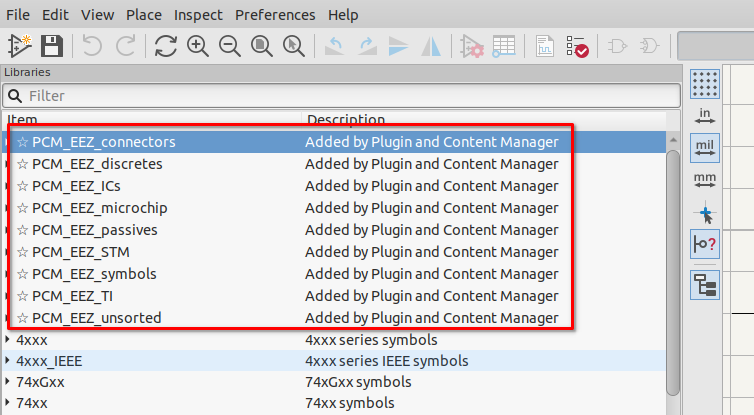 File Edit View Place Inspect Preferences Help
Libraries
Filter
Item Description
☆ PCM_EEZ_connectors Added by Plugin and Content Manager
☆ PCM_EEZ_discretes Added by Plugin and Content Manager
☆ PCM_EEZ_ICs Added by Plugin and Content Manager
☆ PCM_EEZ_microchip Added by Plugin and Content Manager
☆ PCM_EEZ_passives Added by Plugin and Content Manager
☆ PCM_EEZ_STM Added by Plugin and Content Manager
☆ PCM_EEZ_symbols Added by Plugin and Content Manager
☆ PCM_EEZ_TI Added by Plugin and Content Manager
☆ PCM_EEZ_unsorted Added by Plugin and Content Manager
4xxx 4xxx series symbols
4xxx_IEEE 4xxx series IEEE symbols
74xGxx 74xGxx symbols
74xx 74xx symbols
in
mil
mm